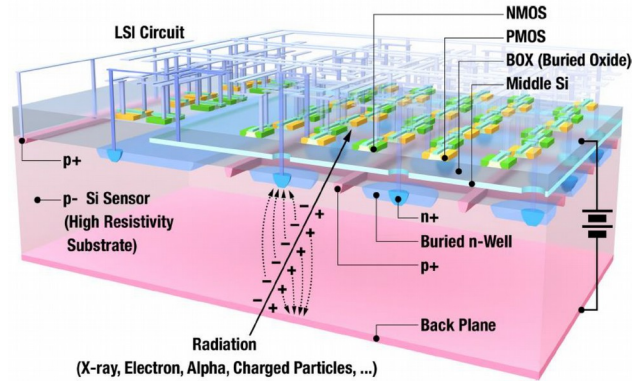 LSI Circuit
NMOS
PMOS
BOX (Buried Oxide)
Middle Si
p+
p- Si Sensor
(High Resistivity
Substrate)
n+
Buried n-Well
p+
Back Plane
Radiation
(X-ray, Electron, Alpha, Charged Particles, ...)